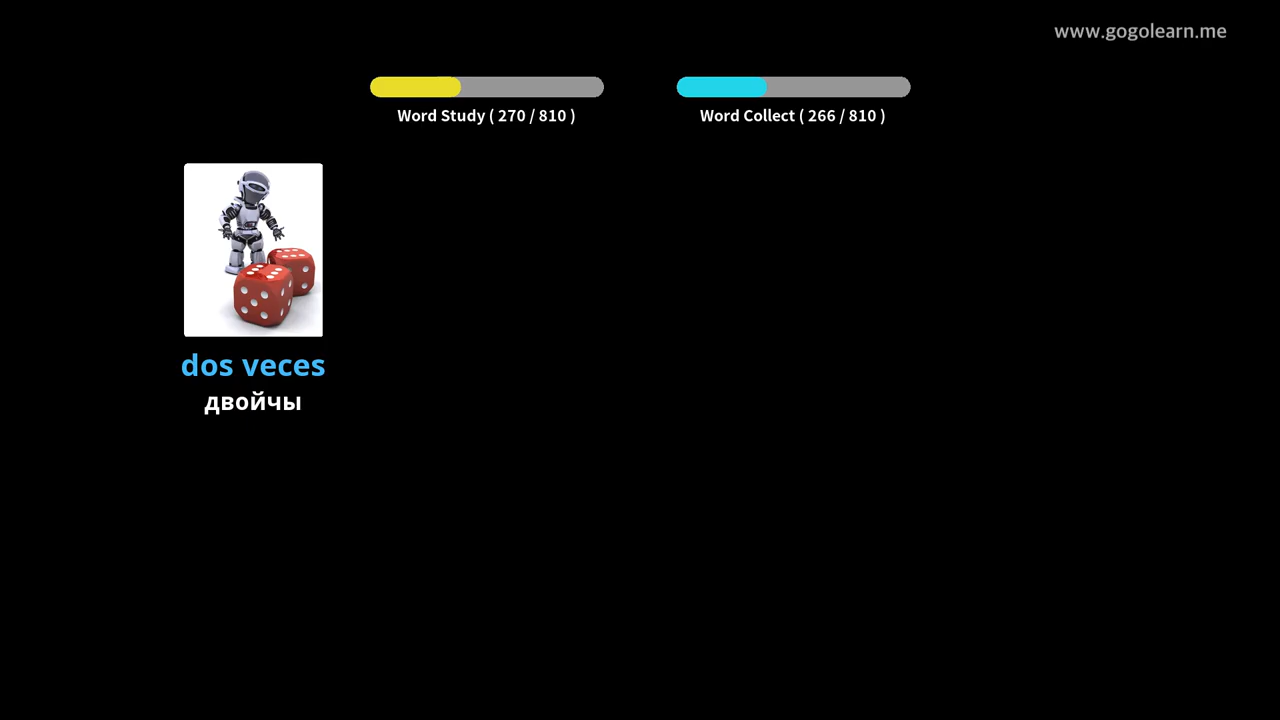 www.gogolearn.me
Word Study ( 270 / 810 )
Word Collect ( 266 / 810 )
dos veces
двойчы